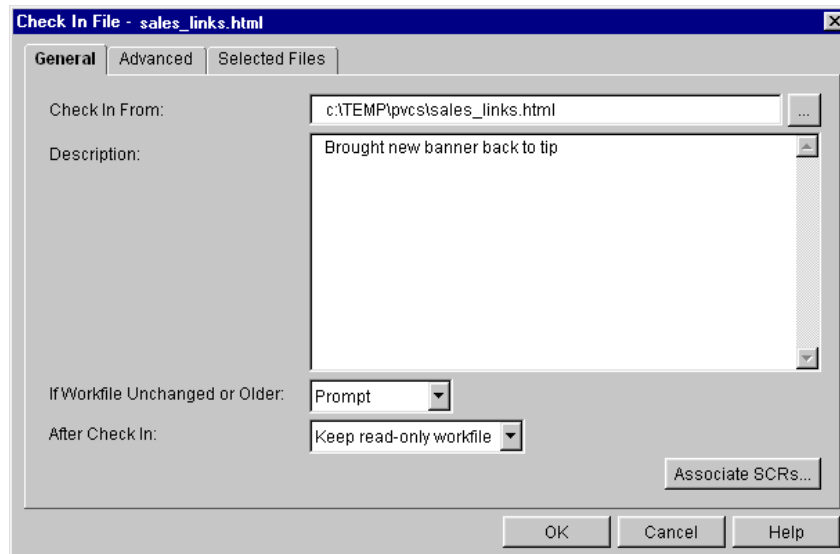 Check In File - sales_links.html
General Advanced Selected Files
Check In From: c:\TEMP\pvcs\sales_links.html ...
Description: Brought new banner back to tip
If Workfile Unchanged or Older: Prompt
After Check In: Keep read-only workfile
Associate SCRs...
OK Cancel Help